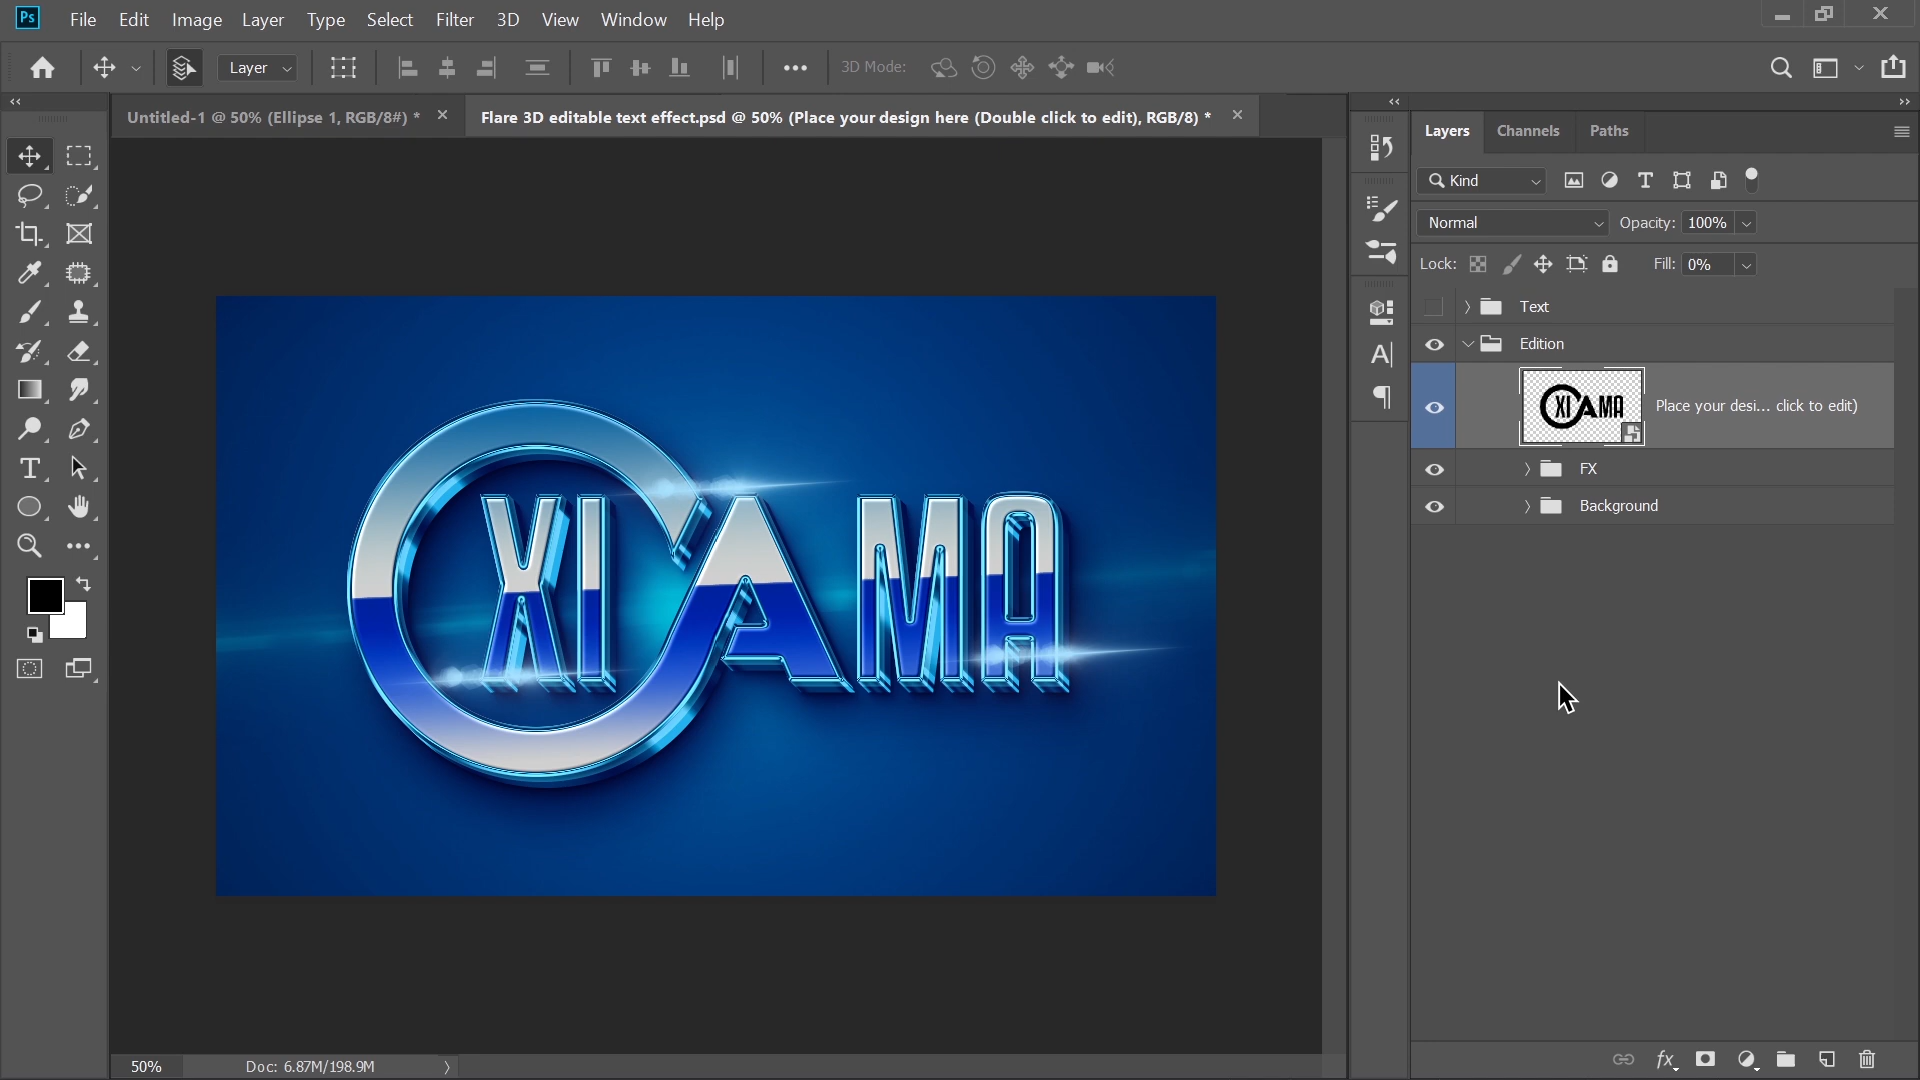 Ps File Edit Image Layer Type Select Filter 3D View Window Help
Layer 3D Mode:
Untitled-1 @ 50% (Ellipse 1, RGB/8#) * Flare 3D editable text effect.psd @ 50% (Place your design here (Double click to edit), RGB/8) *
Layers Channels Paths
Kind
Normal Opacity: 100%
Lock: Fill: 0%
Text
Edition
XI AMA
Place your desi... click to edit)
FX
Background
XI AMA
50% Doc: 6.87M/198.9M
fx